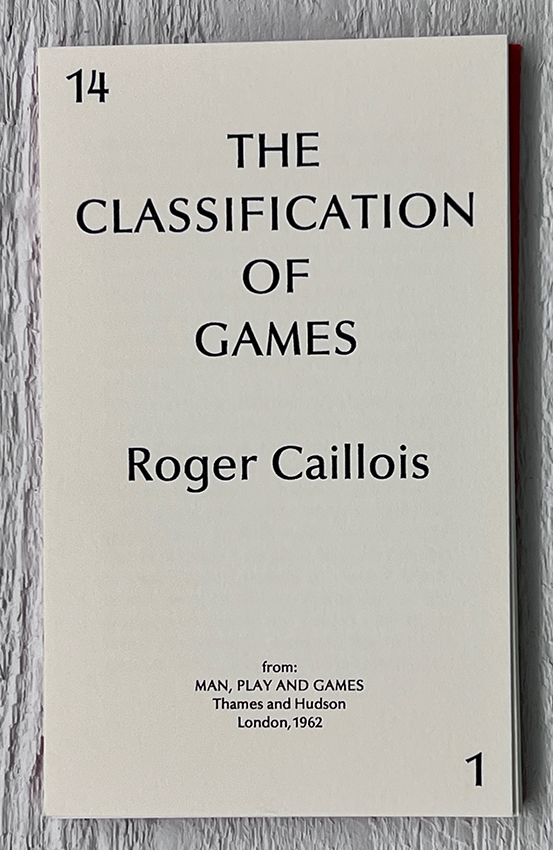 14
THE
CLASSIFICATION
OF
GAMES
Roger Caillois
from:
MAN, PLAY AND GAMES
Thames and Hudson
London,1962
1